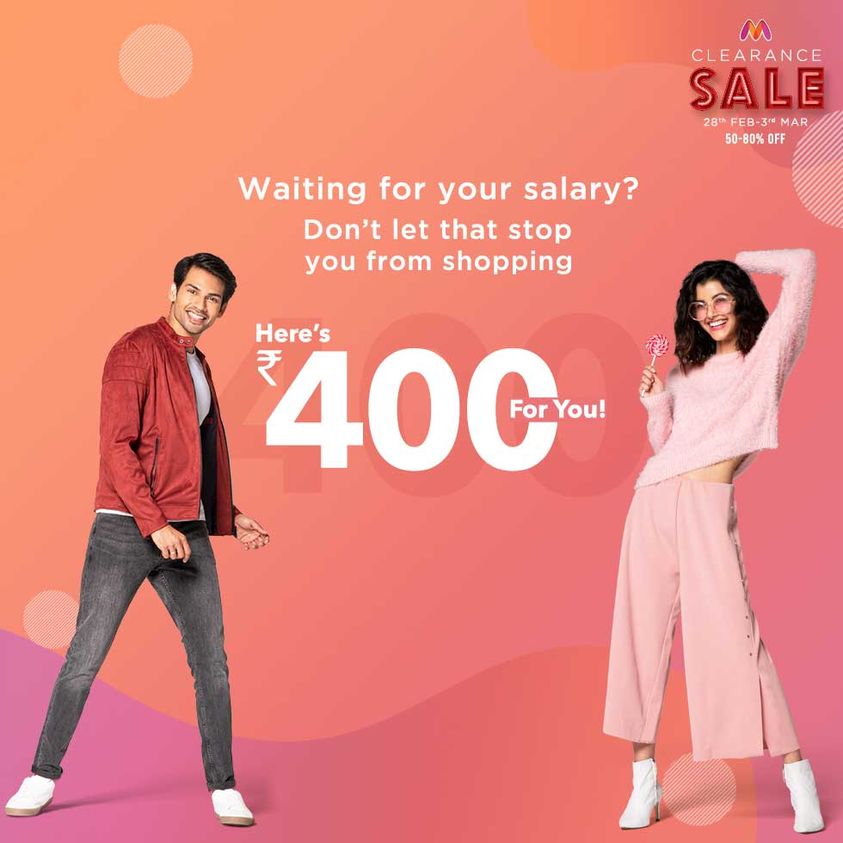 CLEARANCE
SALE
28th FEB-3rd MAR
50-80% OFF
Waiting for your salary?
Don’t let that stop
you from shopping
Here’s
₹400
For You!